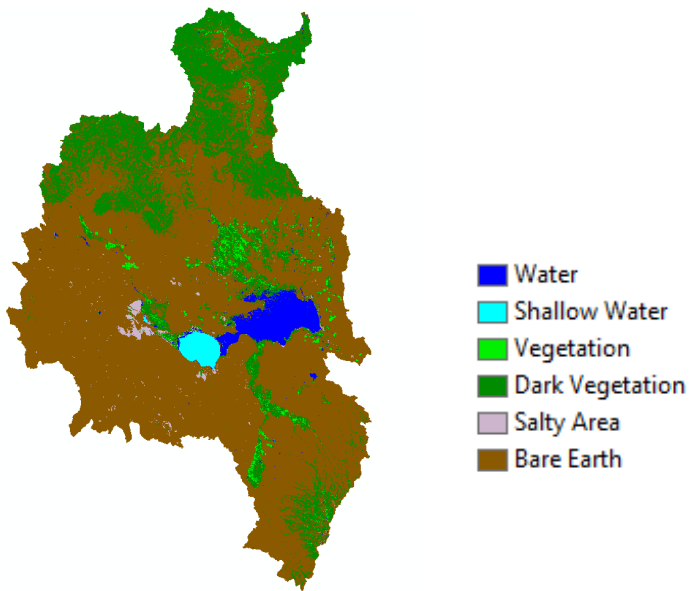 Water
Shallow Water
Vegetation
Dark Vegetation
Salty Area
Bare Earth